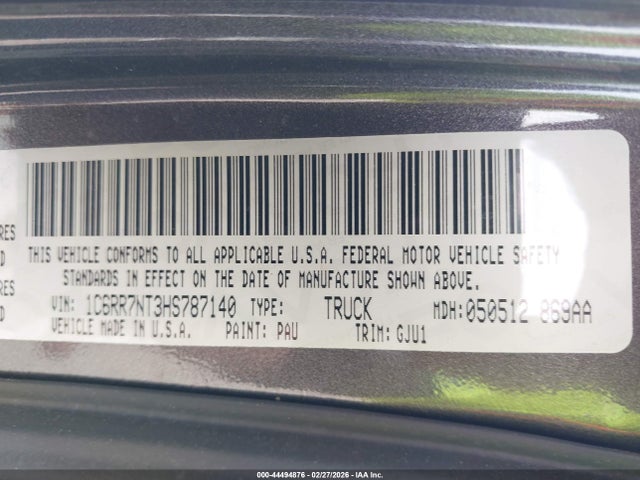 RES
D
THIS VEHICLE CONFORMS TO ALL APPLICABLE U.S.A. FEDERAL MOTOR VEHICLE SAFETY
STANDARDS IN EFFECT ON THE DATE OF MANUFACTURE SHOWN ABOVE.
RES
D
VIN: 1C6RR7NT3HS787140 TYPE: TRUCK MDH: 050512 869AA
VEHICLE MADE IN U.S.A. PAINT: PAU TRIM: GJU1
000-44494876 - 02/27/2026 - IAA Inc.